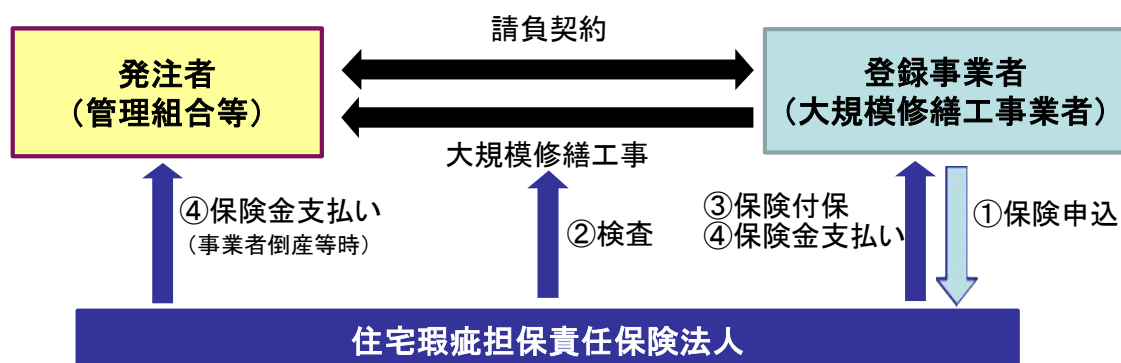 請負契約
発注者
（管理組合等）
登録事業者
（大規模修繕工事業者）
大規模修繕工事
④保険金支払い
（事業者倒産等時）
②検査
③保険付保
④保険金支払い
①保険申込
住宅瑕疵担保責任保険法人